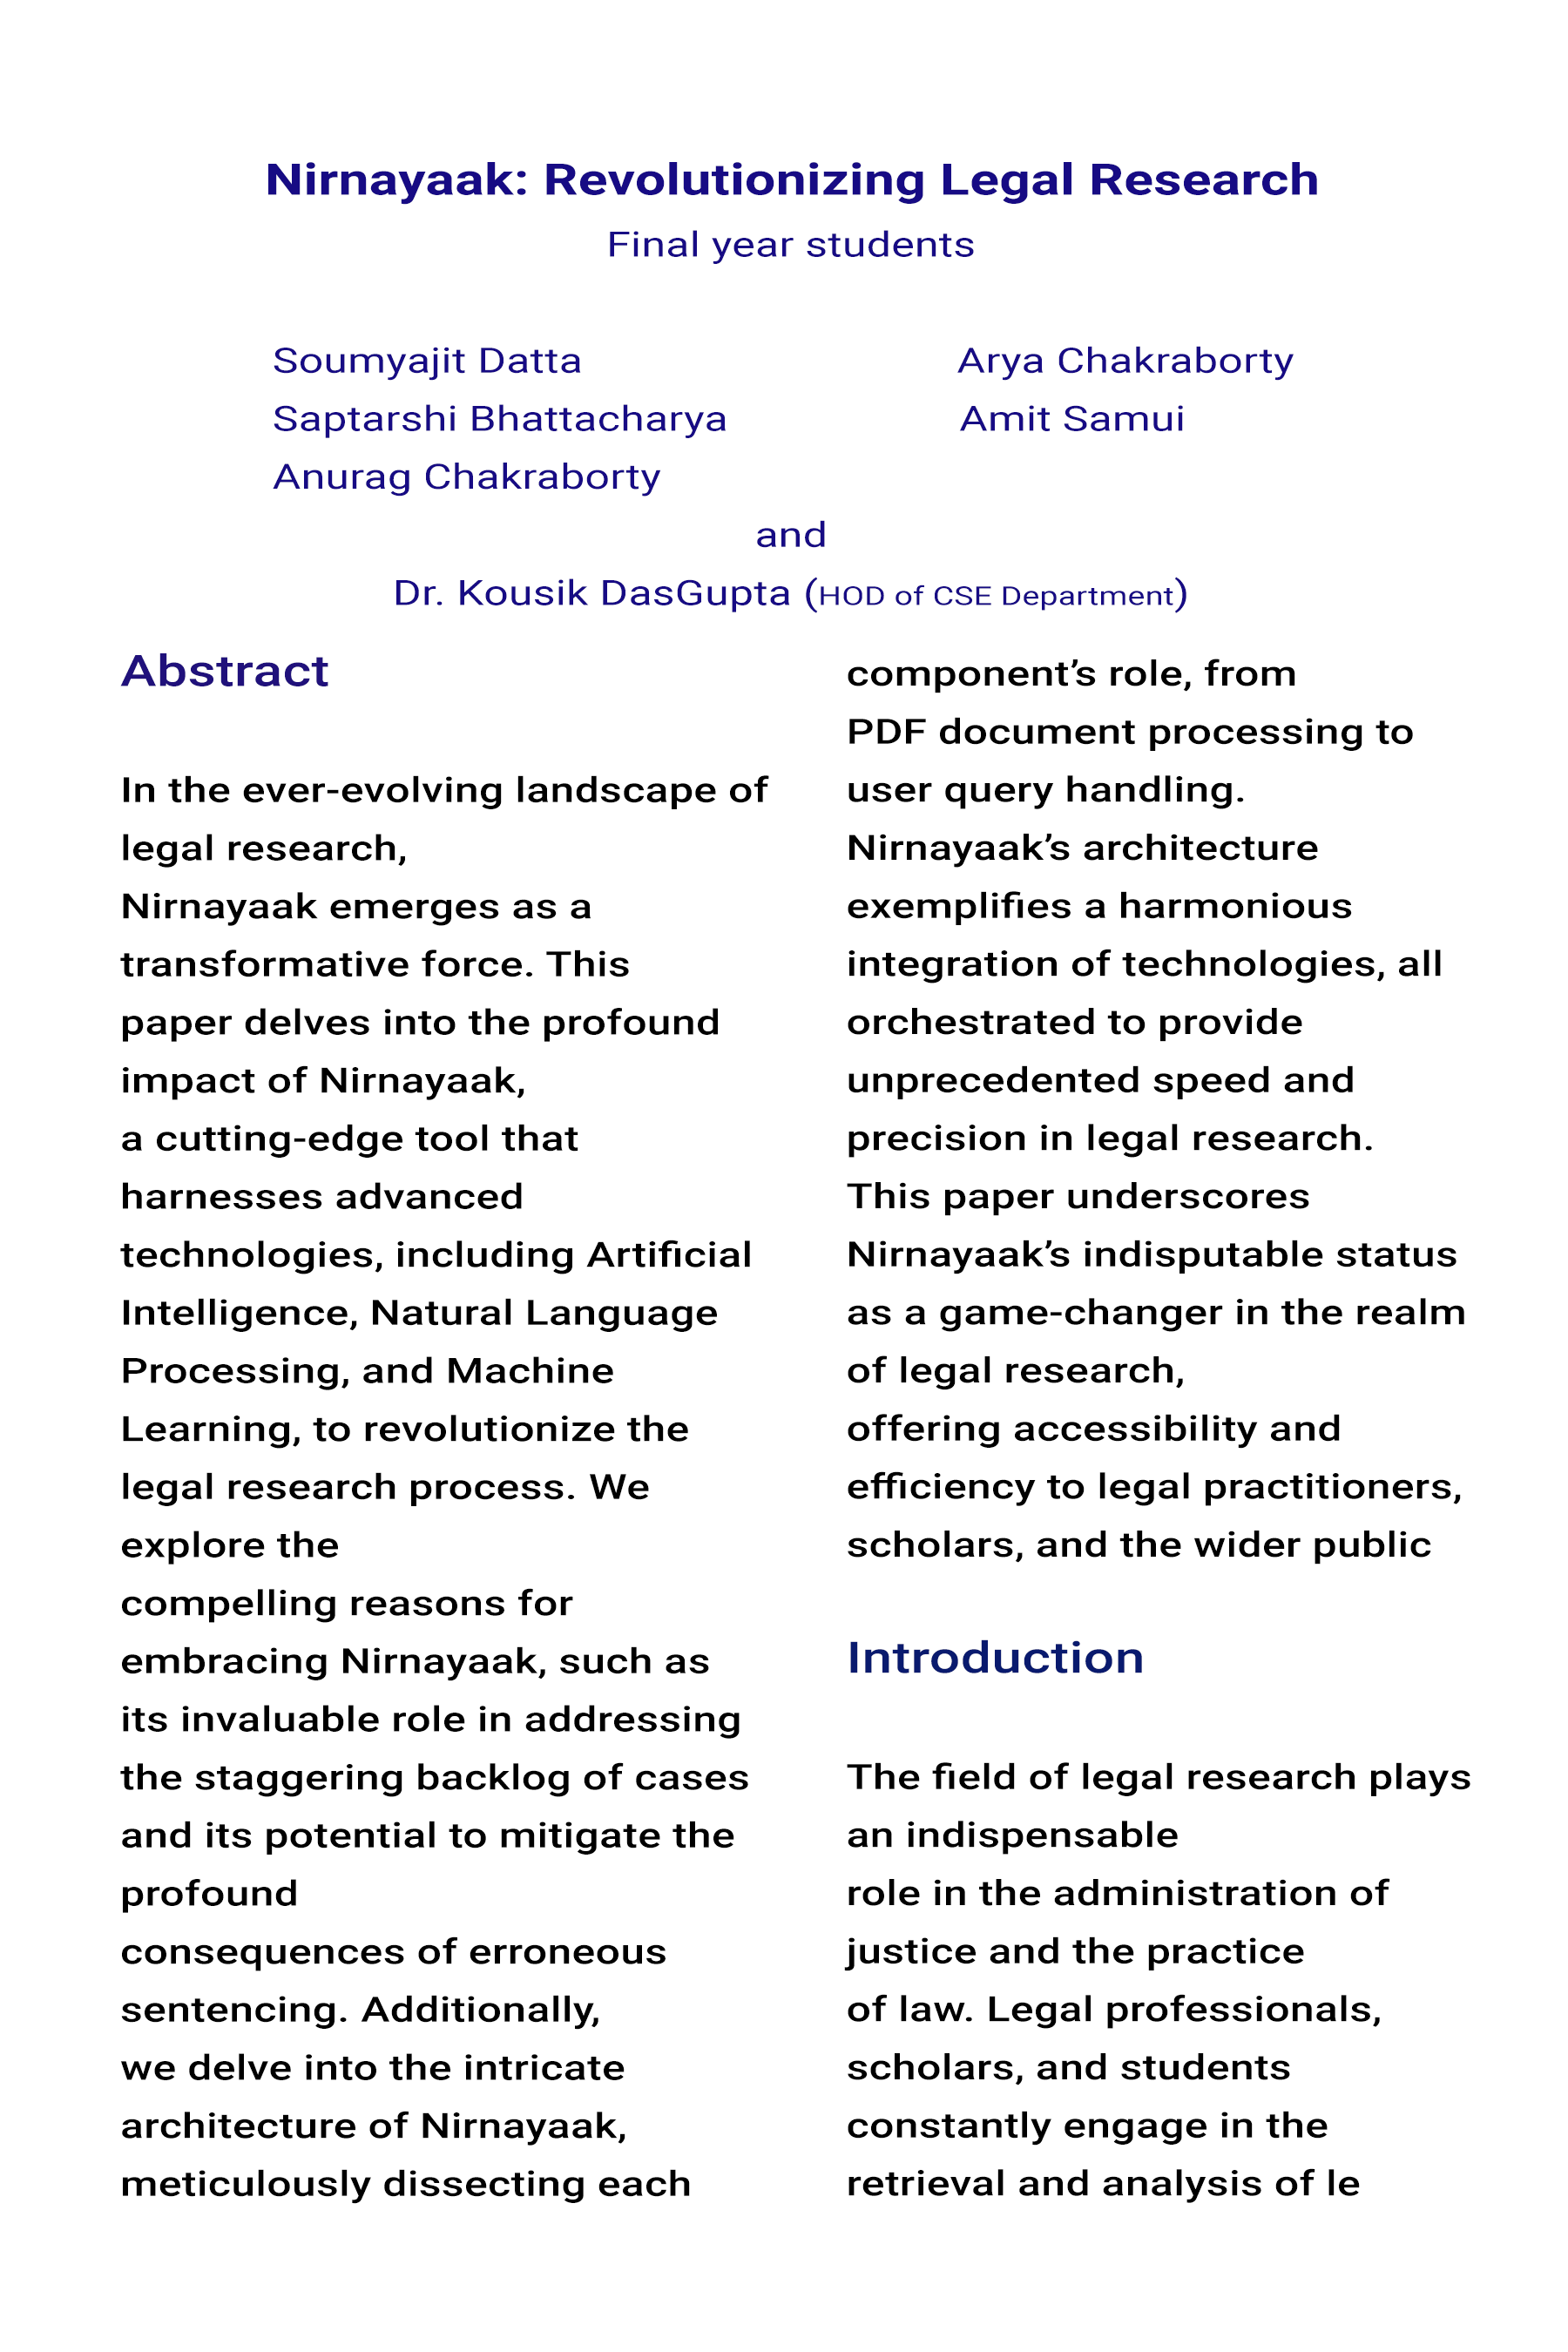 Nirnayaak: Revolutionizing Legal Research
Final year students
Soumyajit Datta
Arya Chakraborty
Saptarshi Bhattacharya
Amit Samui
Anurag Chakraborty
and
Dr. Kousik DasGupta (HOD of CSE Department)
Abstract
In the ever-evolving landscape of
legal research,
Nirnayaak emerges as a
transformative force. This
paper delves into the profound
impact of Nirnayaak,
a cutting-edge tool that
harnesses advanced
technologies, including Artificial
Intelligence, Natural Language
Processing, and Machine
Learning, to revolutionize the
legal research process. We
explore the
compelling reasons for
embracing Nirnayaak, such as
its invaluable role in addressing
the staggering backlog of cases
and its potential to mitigate the
profound
consequences of erroneous
sentencing. Additionally,
we delve into the intricate
architecture of Nirnayaak,
meticulously dissecting each
component’s role, from
PDF document processing to
user query handling.
Nirnayaak’s architecture
exemplifies a harmonious
integration of technologies, all
orchestrated to provide
unprecedented speed and
precision in legal research.
This paper underscores
Nirnayaak’s indisputable status
as a game-changer in the realm
of legal research,
offering accessibility and
efficiency to legal practitioners,
scholars, and the wider public
Introduction
The field of legal research plays
an indispensable
role in the administration of
justice and the practice
of law. Legal professionals,
scholars, and students
constantly engage in the
retrieval and analysis of le